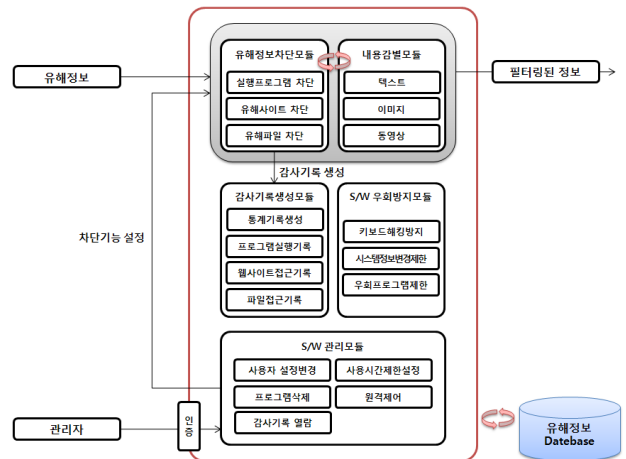 유해정보차단모듈
내용감별모듈
실행프로그램 차단
텍스트
유해사이트 차단
이미지
유해파일 차단
동영상
유해정보
필터링된 정보
감사기록 생성
감사기록생성모듈
S/W 우회방지모듈
통계기록생성
키보드해킹방지
프로그램실행기록
시스템정보변경제한
웹사이트접근기록
우회프로그램제한
파일접근기록
차단기능 설정
S/W 관리모듈
사용자 설정변경
사용시간제한설정
프로그램삭제
원격제어
감사기록 열람
관리자
인증
유해정보
Datebase